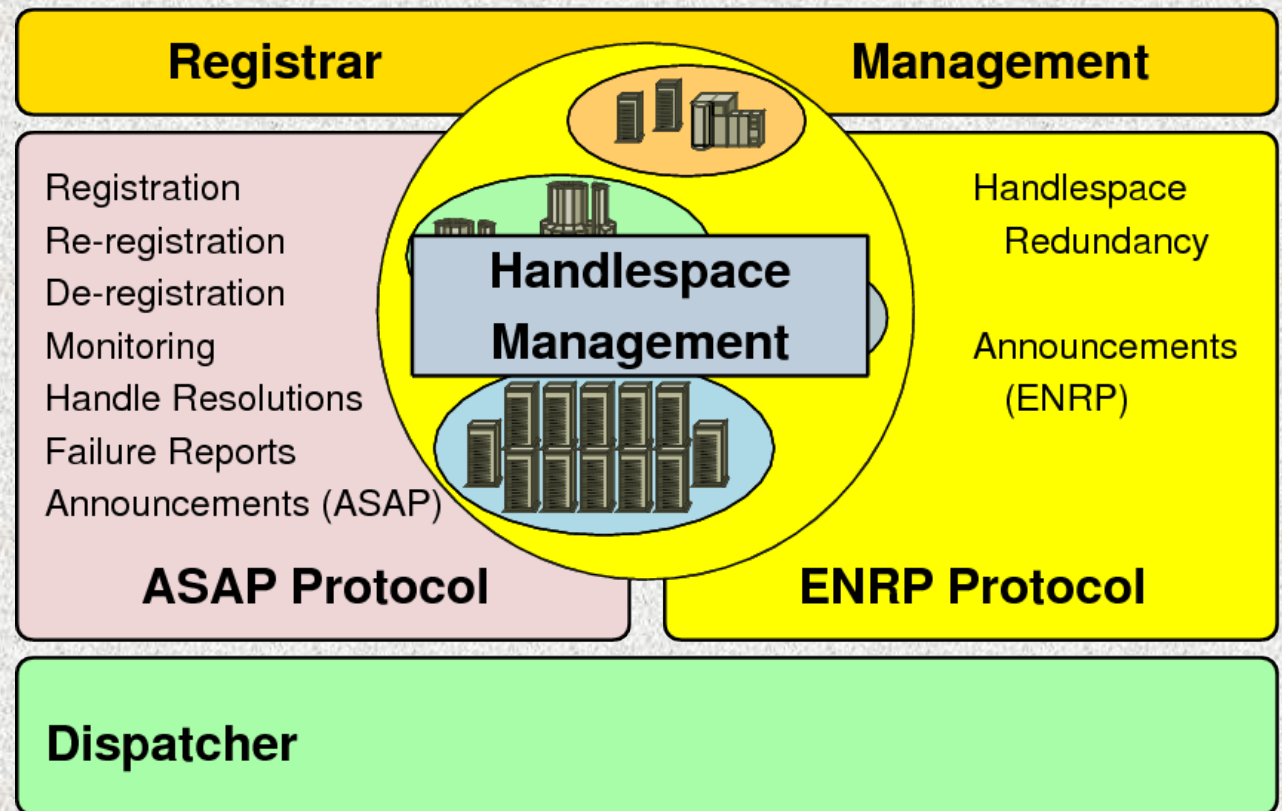 Registrar Management
Registration
Re-registration
De-registration
Monitoring
Handle Resolutions
Failure Reports
Announcements (ASAP)
ASAP Protocol
Handlespace
Management
Handlespace
Redundancy
Announcements
(ENRP)
ENRP Protocol
Dispatcher